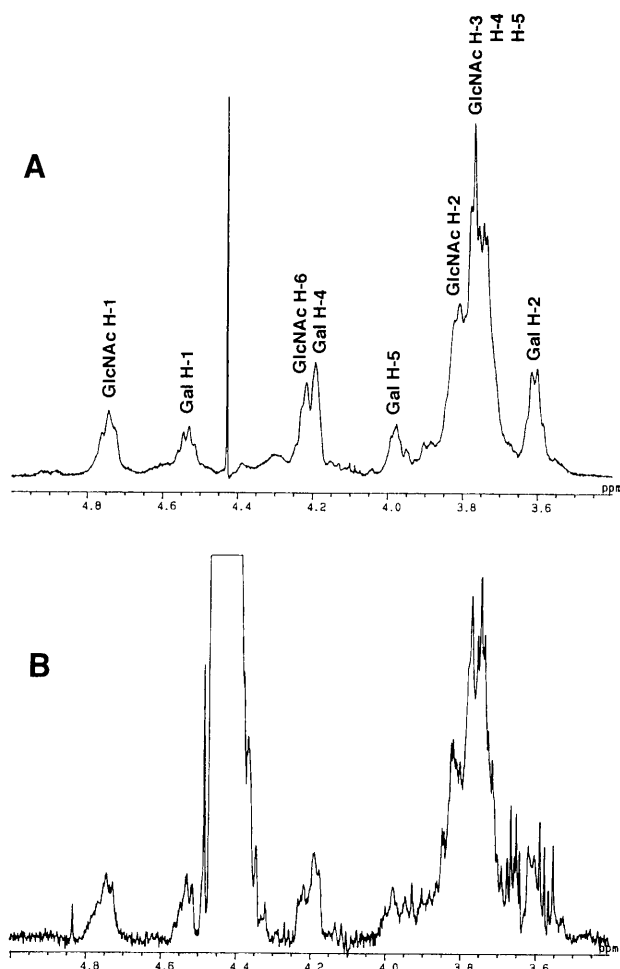 A
GlcNAc H-1
Gal H-1
GlcNAc H-6
Gal H-4
Gal H-5
GlcNAc H-2
GlcNAc H-3
H-4
H-5
Gal H-2
4.8
4.6
4.4
4.2
4.0
3.8
3.6
ppm
B
4.8
4.6
4.4
4.2
4.0
3.8
3.6
ppm